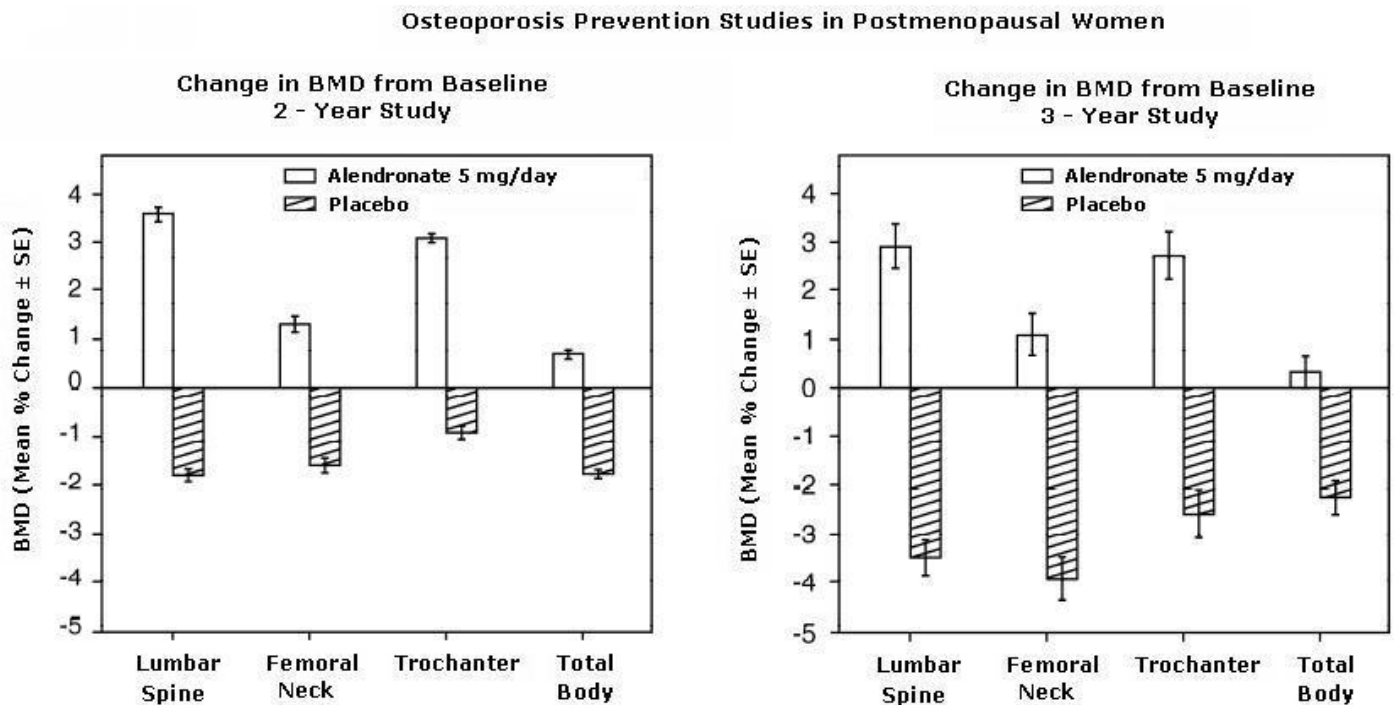 Osteoporosis Prevention Studies in Postmenopausal Women
Change in BMD from Baseline
2 - Year Study
BMD (Mean % Change ± SE)
Alendronate 5 mg/day
Placebo
4
3
2
1
0
-1
-2
-3
-4
-5
Lumbar
Spine
Femoral
Neck
Trochanter
Total
Body
Change in BMD from Baseline
3 - Year Study
BMD (Mean % Change ± SE)
Alendronate 5 mg/day
Placebo
4
3
2
1
0
-1
-2
-3
-4
-5
Lumbar
Spine
Femoral
Neck
Trochanter
Total
Body